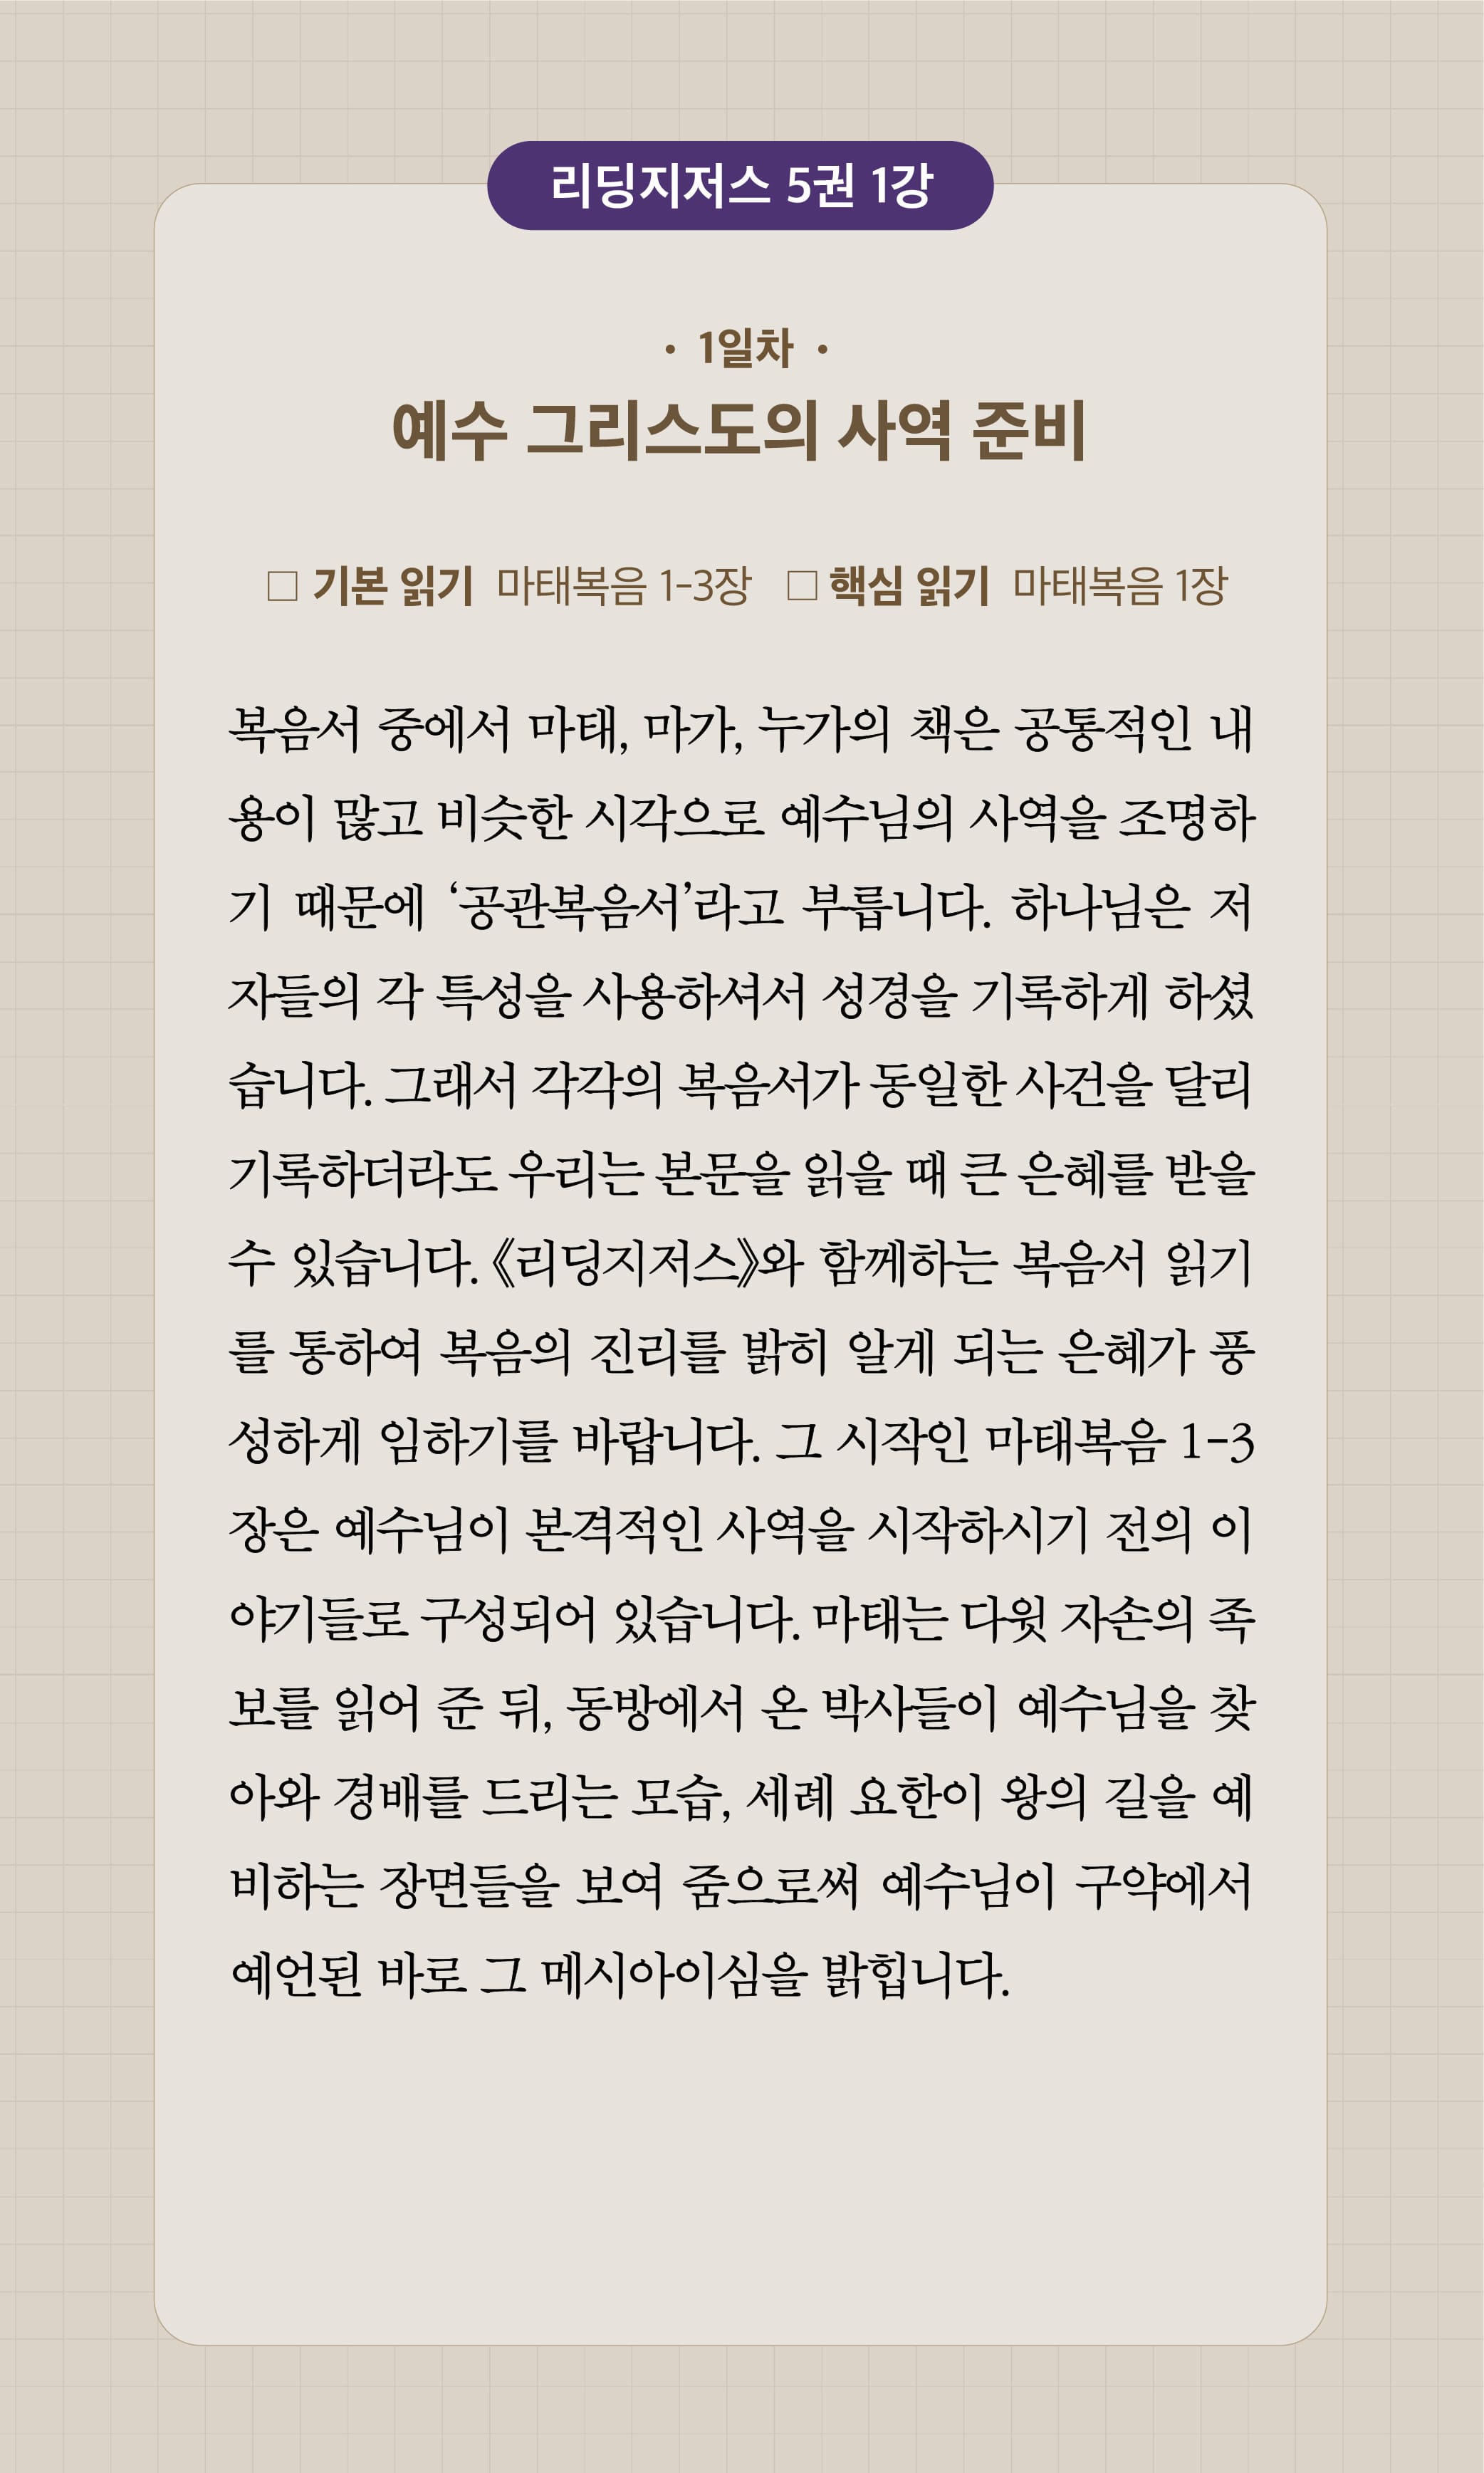 리딩지저스 5권 1강
· 1일차 ·
예수 그리스도의 사역 준비
□ 기본 읽기 마태복음 1-3장 □ 핵심 읽기 마태복음 1장
복음서 중에서 마태, 마가, 누가의 책은 공통적인 내
용이 많고 비슷한 시각으로 예수님의 사역을 조명하
기 때문에 ‘공관복음서’라고 부릅니다. 하나님은 저
자들의 각 특성을 사용하셔서 성경을 기록하게 하셨
습니다. 그래서 각각의 복음서가 동일한 사건을 달리
기록하더라도 우리는 본문을 읽을 때 큰 은혜를 받을
수 있습니다. 《리딩지저스》와 함께하는 복음서 읽기
를 통하여 복음의 진리를 밝히 알게 되는 은혜가 풍
성하게 임하기를 바랍니다. 그 시작인 마태복음 1-3
장은 예수님이 본격적인 사역을 시작하시기 전의 이
야기들로 구성되어 있습니다. 마태는 다윗 자손의 족
보를 읽어 준 뒤, 동방에서 온 박사들이 예수님을 찾
아와 경배를 드리는 모습, 세례 요한이 왕의 길을 예
비하는 장면들을 보여 줌으로써 예수님이 구약에서
예언된 바로 그 메시아이심을 밝힙니다.